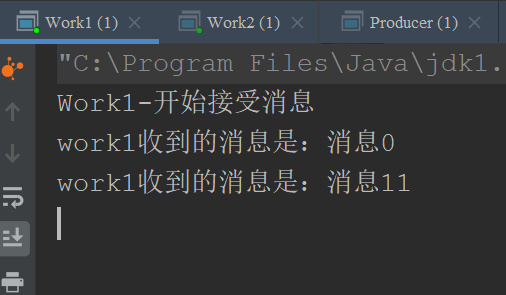 Work1 (1) Work2 (1) Producer (1)
"C:\Program Files\Java\jdk1.
Work1-开始接受消息
work1收到的消息是：消息0
work1收到的消息是：消息11